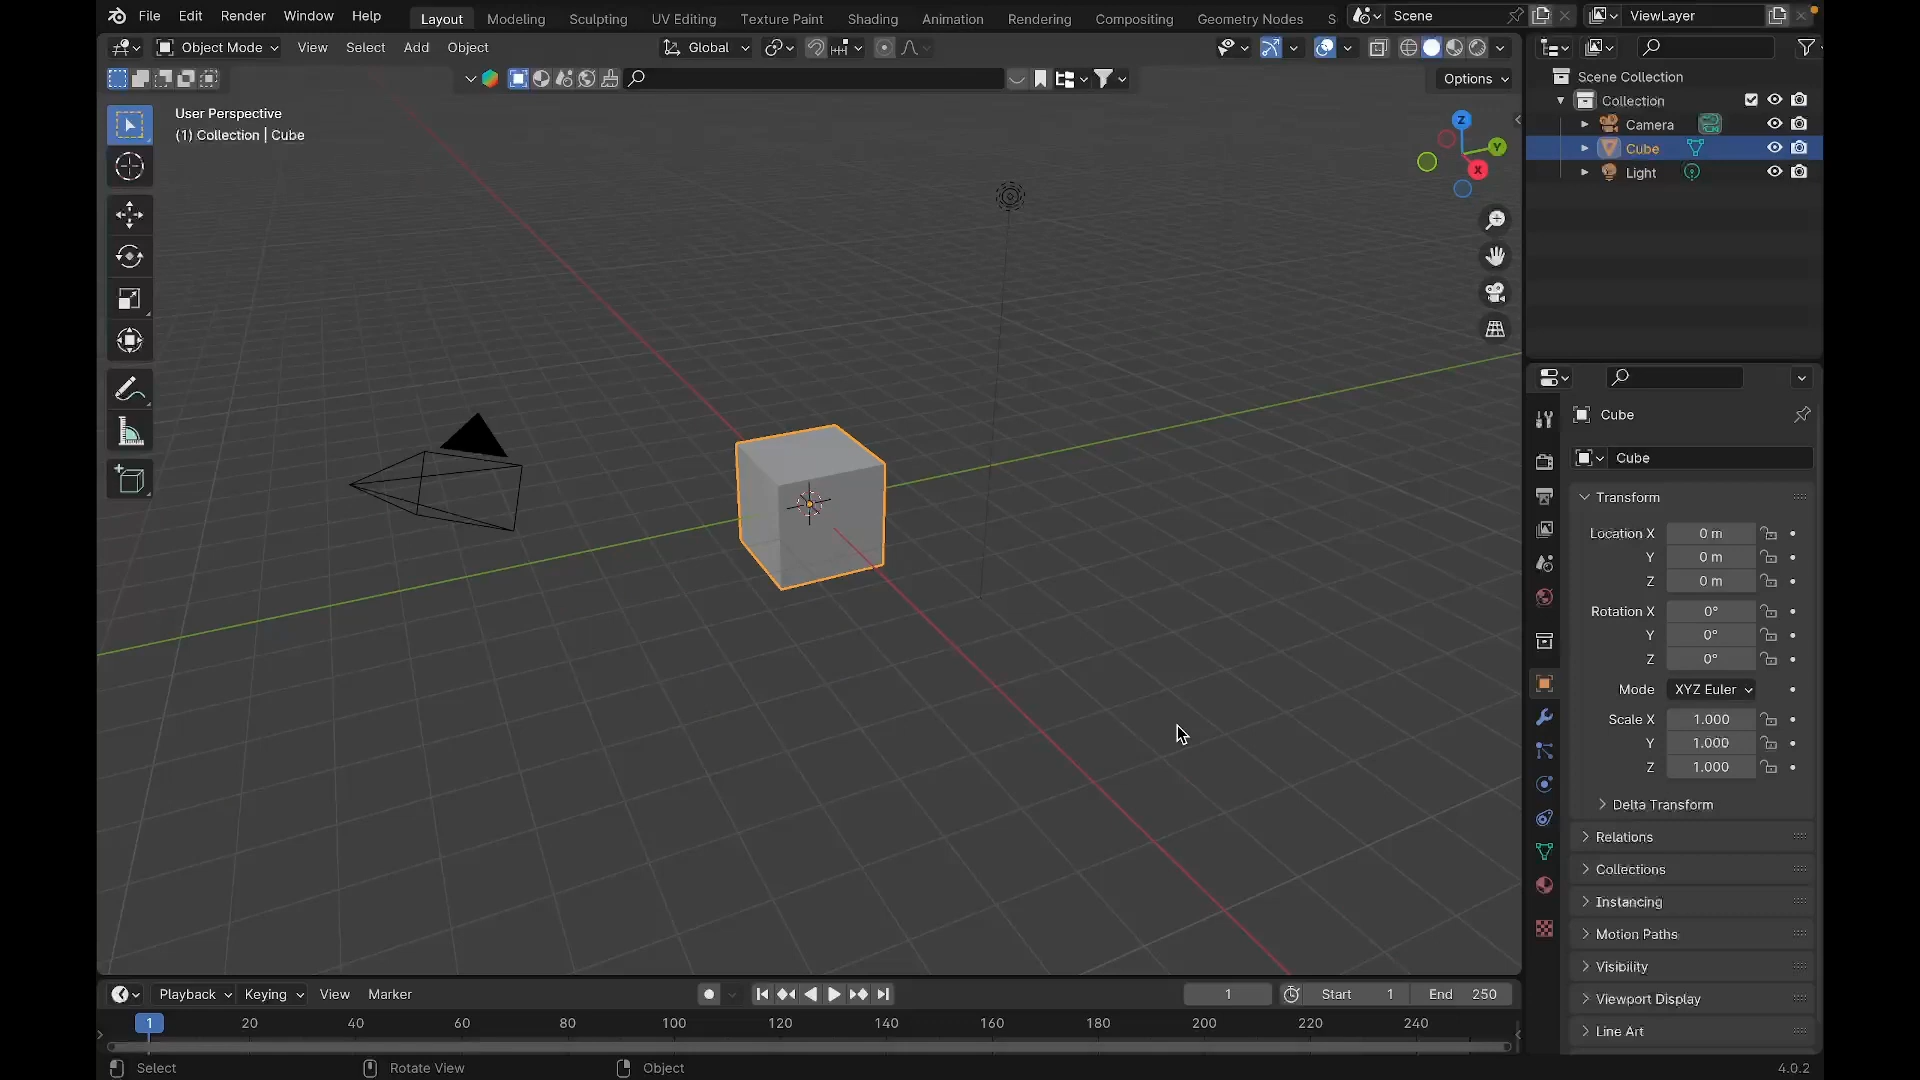 File Edit Render Window Help Layout Modeling Sculpting UV Editing Texture Paint Shading Animation Rendering Compositing Geometry Nodes S Scene ViewLayer
Object Mode View Select Add Object Global
Options
User Perspective
(1) Collection | Cube
Z
Y
X
Scene Collection
Collection
Camera
Cube
Light
Cube
Cube
Transform
Location X 0 m
Y 0 m
Z 0 m
Rotation X 0°
Y 0°
Z 0°
Mode XYZ Euler
Scale X 1.000
Y 1.000
Z 1.000
Delta Transform
Relations
Collections
Instancing
Motion Paths
Visibility
Viewport Display
Line Art
Playback Keying View Marker 1 Start 1 End 250
1 20 40 60 80 100 120 140 160 180 200 220 240
Select Rotate View Object 4.0.2